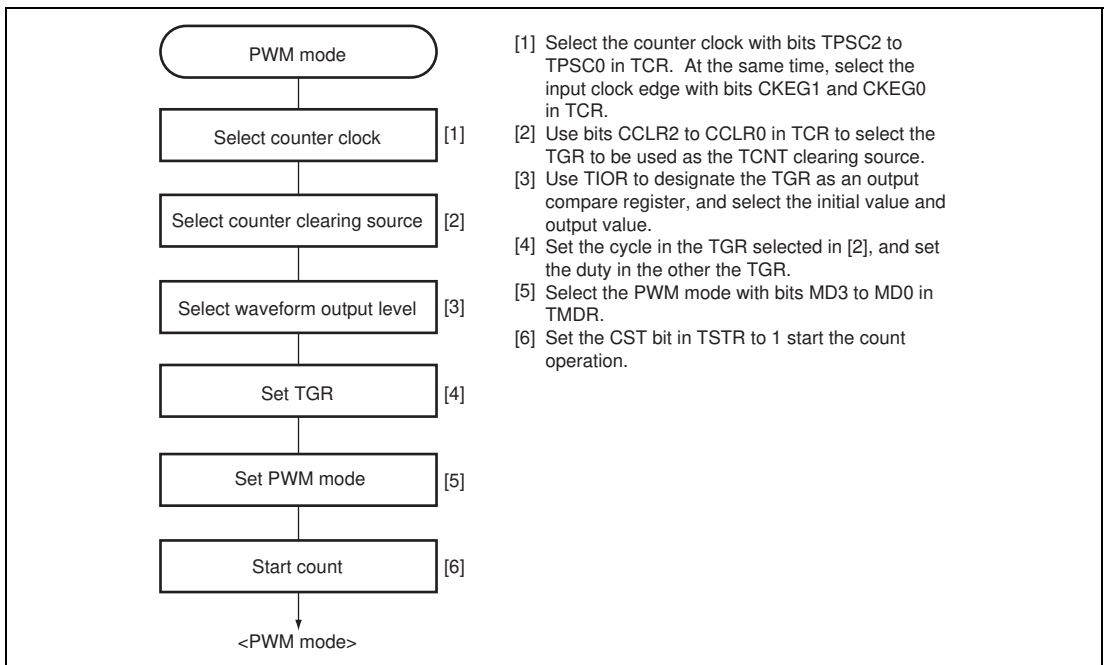 PWM mode
Select counter clock
[1]
Select counter clearing source
[2]
Select waveform output level
[3]
Set TGR
[4]
Set PWM mode
[5]
Start count
[6]
<PWM mode>
[1] Select the counter clock with bits TPSC2 to
TPSC0 in TCR. At the same time, select the
input clock edge with bits CKEG1 and CKEG0
in TCR.
[2] Use bits CCLR2 to CCLR0 in TCR to select the
TGR to be used as the TCNT clearing source.
[3] Use TIOR to designate the TGR as an output
compare register, and select the initial value and
output value.
[4] Set the cycle in the TGR selected in [2], and set
the duty in the other the TGR.
[5] Select the PWM mode with bits MD3 to MD0 in
TMDR.
[6] Set the CST bit in TSTR to 1 start the count
operation.